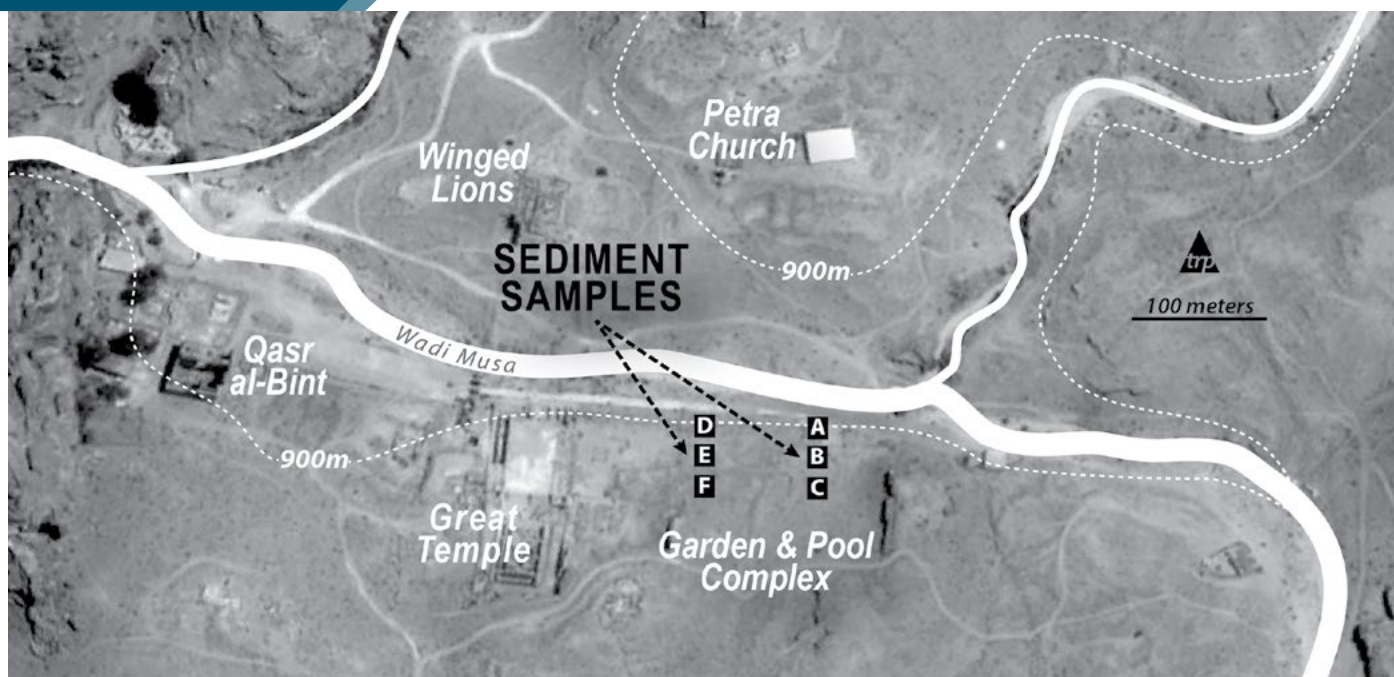 Petra
Church
Winged
Lions
SEDIMENT
SAMPLES
900m
trp
100 meters
Wadi Musa
Qasr
al-Bint
D
A
E
B
900m
F
C
Great
Temple
Garden & Pool
Complex